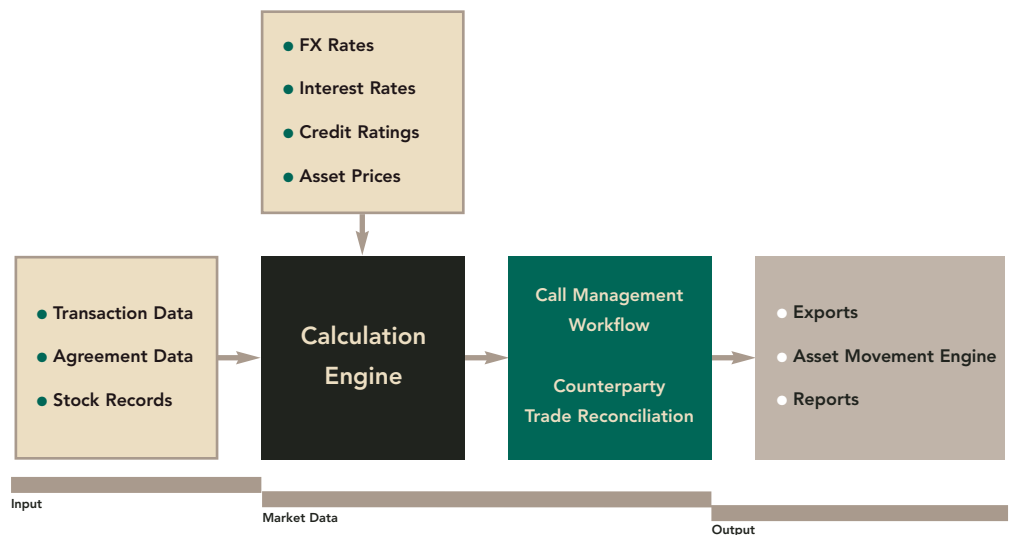 FX Rates
Interest Rates
Credit Ratings
Asset Prices
Transaction Data
Agreement Data
Stock Records
Calculation
Engine
Call Management
Workflow
Counterparty
Trade Reconciliation
Exports
Asset Movement Engine
Reports
Input
Market Data
Output